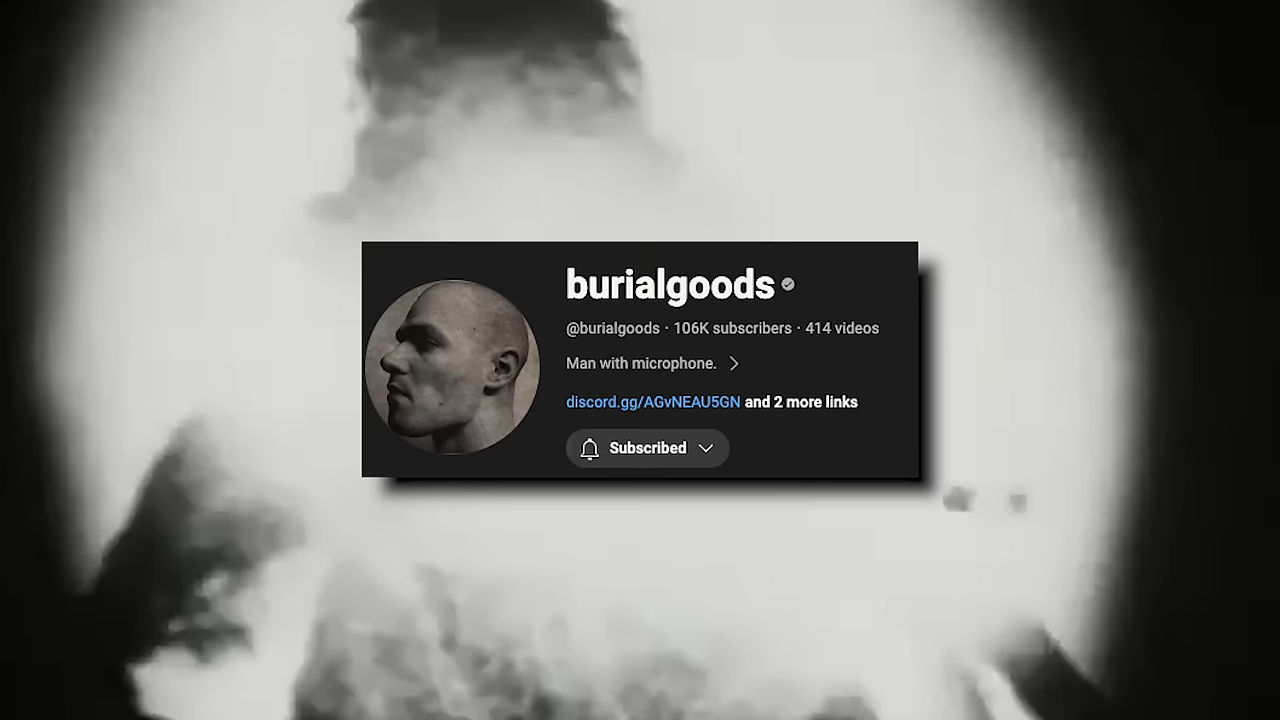 burialgoods
@burialgoods · 106K subscribers · 414 videos
Man with microphone.
discord.gg/AGvNEAU5GN and 2 more links
Subscribed